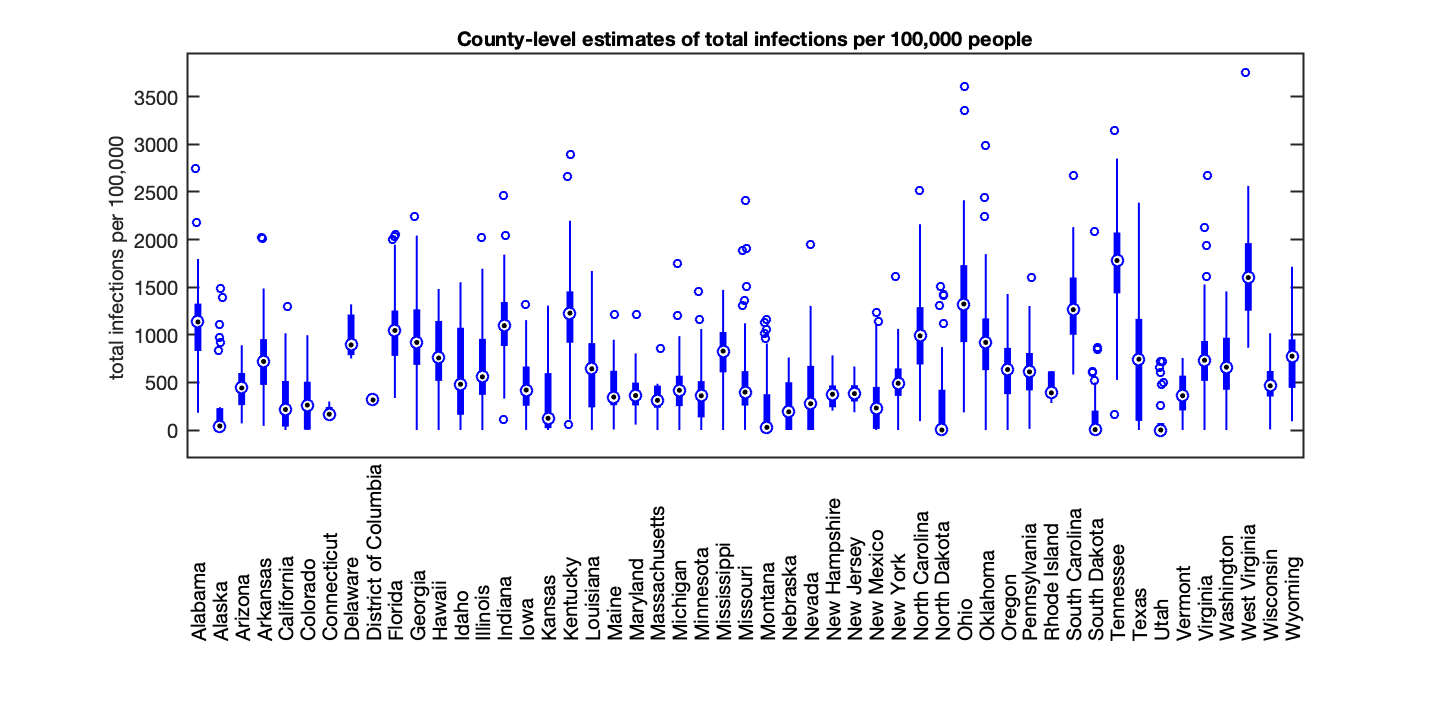 County-level estimates of total infections per 100,000 people
total infections per 100,000
3500
3000
2500
2000
1500
1000
500
0
Alabama
Alaska
Arizona
Arkansas
California
Colorado
Connecticut
Delaware
District of Columbia
Florida
Georgia
Hawaii
Idaho
Illinois
Indiana
Iowa
Kansas
Kentucky
Louisiana
Maine
Maryland
Massachusetts
Michigan
Minnesota
Mississippi
Missouri
Montana
Nebraska
Nevada
New Hampshire
New Jersey
New Mexico
New York
North Carolina
North Dakota
Ohio
Oklahoma
Oregon
Pennsylvania
Rhode Island
South Carolina
South Dakota
Tennessee
Texas
Utah
Vermont
Virginia
Washington
West Virginia
Wisconsin
Wyoming